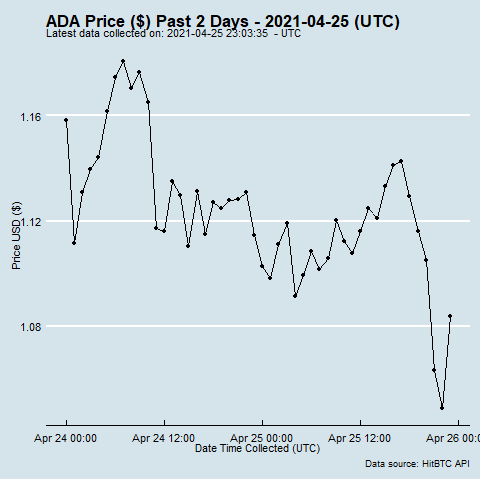 ADA Price ($) Past 2 Days - 2021-04-25 (UTC)
Latest data collected on: 2021-04-25 23:03:35 - UTC
1.16
1.12
1.08
Price USD ($)
Apr 24 00:00 Apr 24 12:00 Apr 25 00:00 Apr 25 12:00 Apr 26 00:00
Date Time Collected (UTC)
Data source: HitBTC API